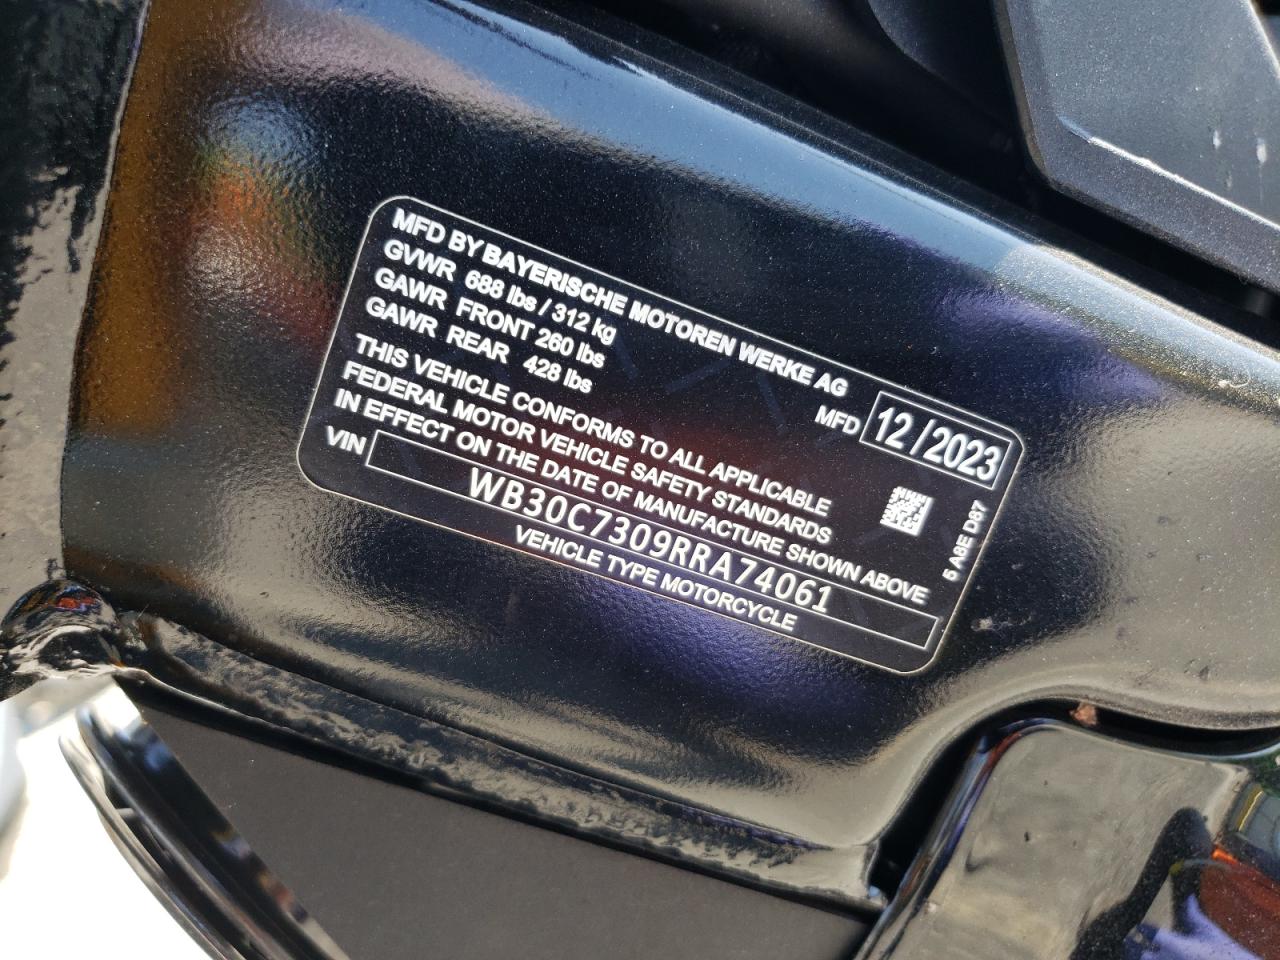 MFD BY BAYERISCHE MOTOREN WERKE AG
GVWR 688 lbs / 312 kg
GAWR FRONT 260 lbs
GAWR REAR 428 lbs
MFD 12/2023
THIS VEHICLE CONFORMS TO ALL APPLICABLE
FEDERAL MOTOR VEHICLE SAFETY STANDARDS
IN EFFECT ON THE DATE OF MANUFACTURE SHOWN ABOVE
VIN WB30C7309RRA74061
VEHICLE TYPE MOTORCYCLE
5 A8E D87